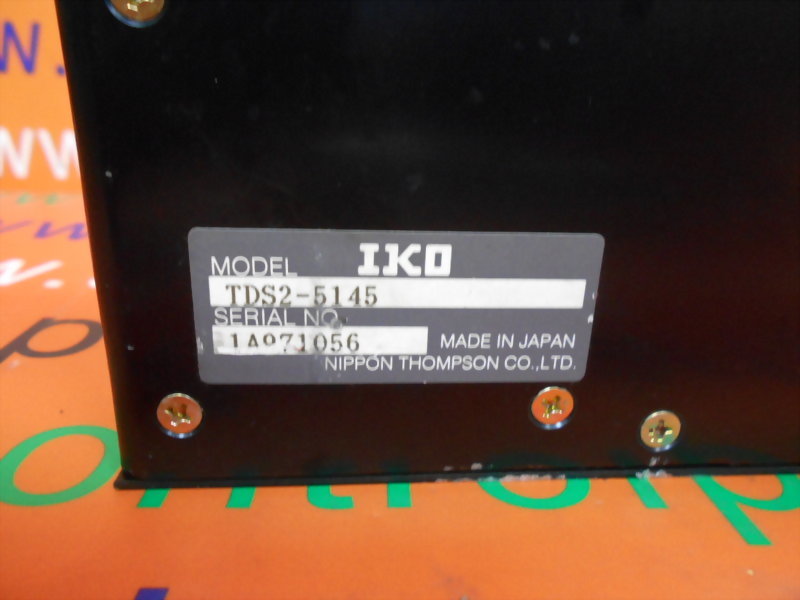 IKO
MODEL
TDS2-5145
SERIAL NO.
1A971056
MADE IN JAPAN
NIPPON THOMPSON CO.,LTD.